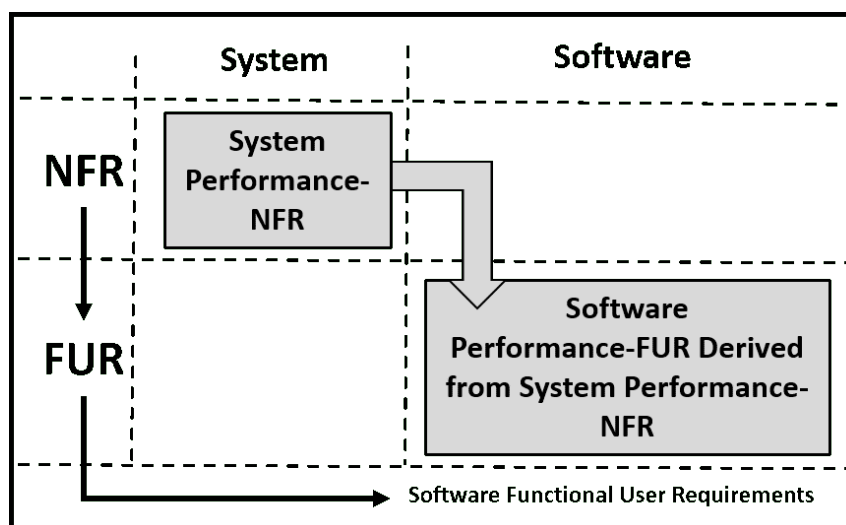 System
Software
NFR
System
Performance-
NFR
FUR
Software
Performance-FUR Derived
from System Performance-
NFR
Software Functional User Requirements